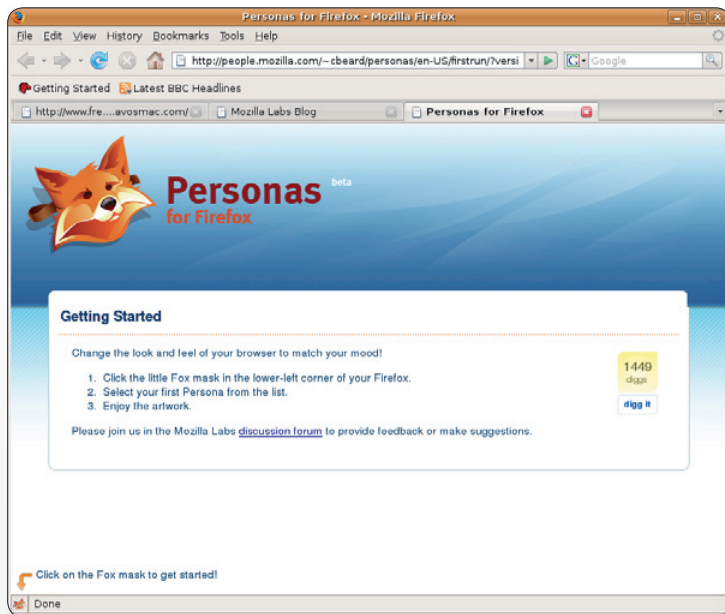 Personas for Firefox - Mozilla Firefox
File Edit View History Bookmarks Tools Help
http://people.mozilla.com/~cbeard/personas/en-US/firstrun/?versi
Google
Getting Started Latest BBC Headlines
http://www.fre....avosmac.com/ Mozilla Labs Blog Personas for Firefox
Personas beta
for Firefox
Getting Started
Change the look and feel of your browser to match your mood!
1. Click the little Fox mask in the lower-left corner of your Firefox.
2. Select your first Persona from the list.
3. Enjoy the artwork.
1449
diggs
digg it
Please join us in the Mozilla Labs discussion forum to provide feedback or make suggestions.
Click on the Fox mask to get started!
Done